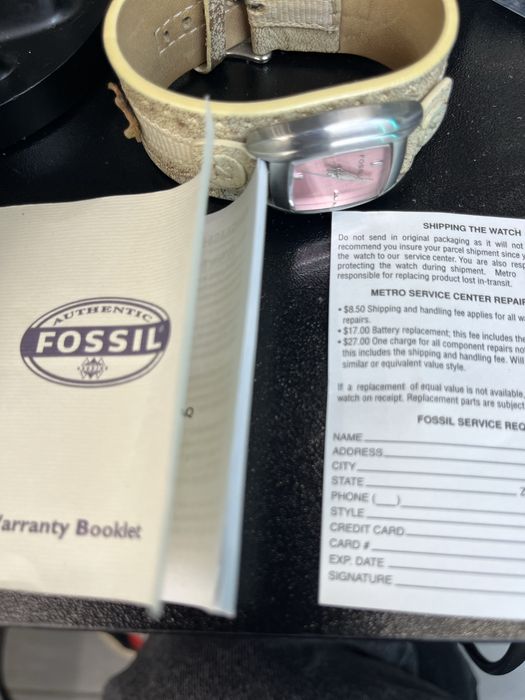 FOSSIL
AUTHENTIC
FOSSIL
arranty Booklet
SHIPPING THE WATCH
Do not send in original packaging as it will not
recommend you insure your parcel shipment since
the watch to our service center. You are also
protecting the watch during shipment. Metro
responsible for replacing product lost in-transit.
METRO SERVICE CENTER REPAIR
• $8.50 Shipping and handling fee applies for all
repairs.
• $17.00 Battery replacement; this fee includes the
• $27.00 One charge for all component repairs
this includes the shipping and handling fee. Will
similar or equivalent value style.
If a replacement of equal value is not available,
watch on receipt. Replacement parts are subject
FOSSIL SERVICE REQ
NAME
ADDRESS
CITY
STATE
PHONE (    )
STYLE
CREDIT CARD
CARD #
EXP. DATE
SIGNATURE